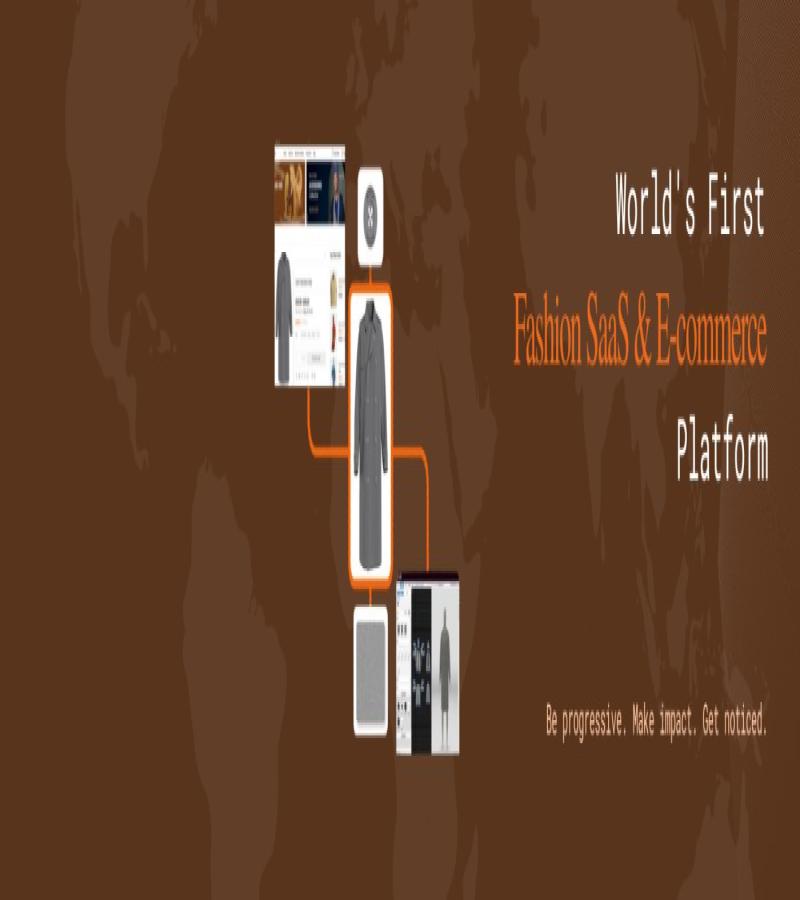 World's First
Fashion SaaS & E-commerce
Platform
Be progressive. Make impact. Get noticed.